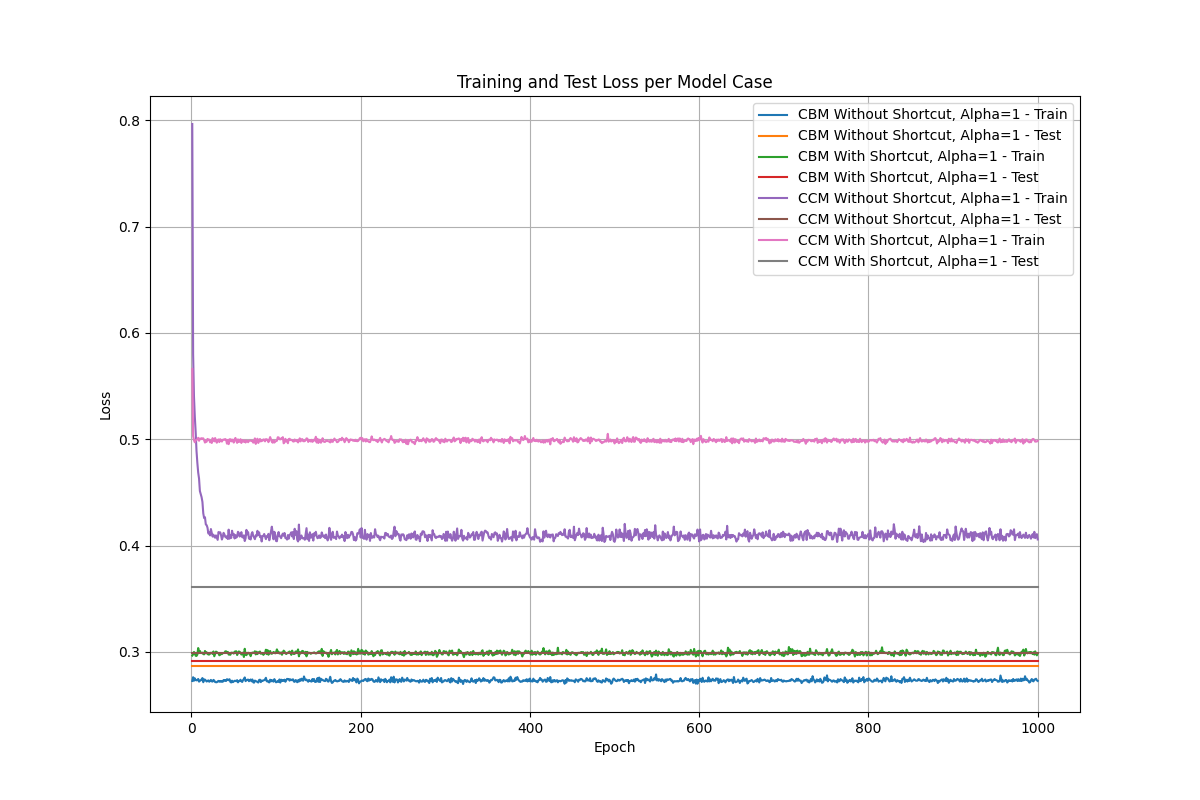 Training and Test Loss per Model Case
CBM Without Shortcut, Alpha=1 - Train
CBM Without Shortcut, Alpha=1 - Test
CBM With Shortcut, Alpha=1 - Train
CBM With Shortcut, Alpha=1 - Test
CCM Without Shortcut, Alpha=1 - Train
CCM Without Shortcut, Alpha=1 - Test
CCM With Shortcut, Alpha=1 - Train
CCM With Shortcut, Alpha=1 - Test
0.8
0.7
0.6
0.5
0.4
0.3
Loss
0 200 400 600 800 1000
Epoch